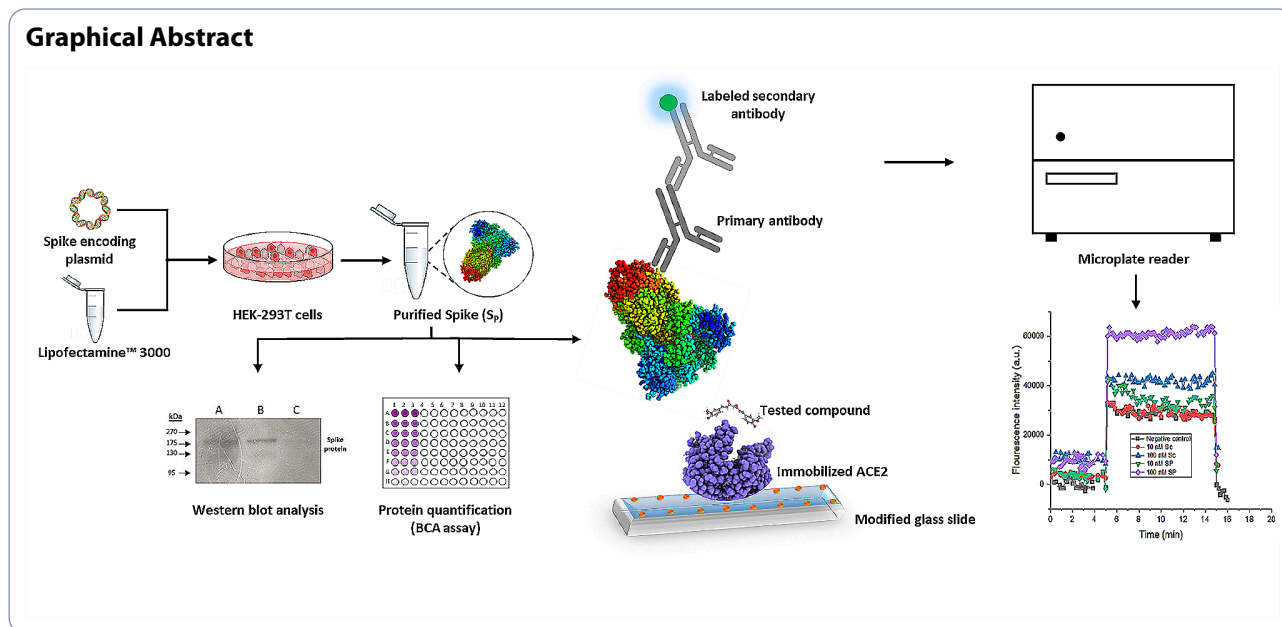 Graphical Abstract
Spike encoding
plasmid
Lipofectamine™ 3000
HEK-293T cells
Purified Spike (Sₚ)
Labeled secondary
antibody
Primary antibody
Tested compound
Immobilized ACE2
Modified glass slide
Microplate reader
kDa
A B C
270
175
130
95
Spike
protein
Western blot analysis
1 2 3 4 5 6 7 8 9 10 11 12
A
B
C
D
E
F
G
H
Protein quantification
(BCA assay)
Flourescence intensity (a.u.)
60000
40000
20000
0
Negative control
10 nM Sc
100 nM Sc
10 nM SP
100 nM SP
0 2 4 6 8 10 12 14 16 18 20
Time (min)